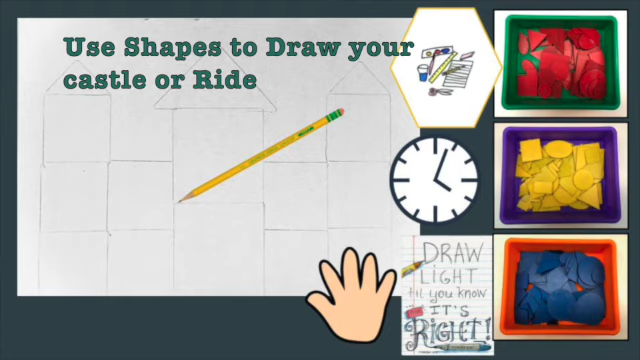 Use Shapes to Draw your
castle or Ride
DRAW
LIGHT
til you know
IT'S
RIGHT!